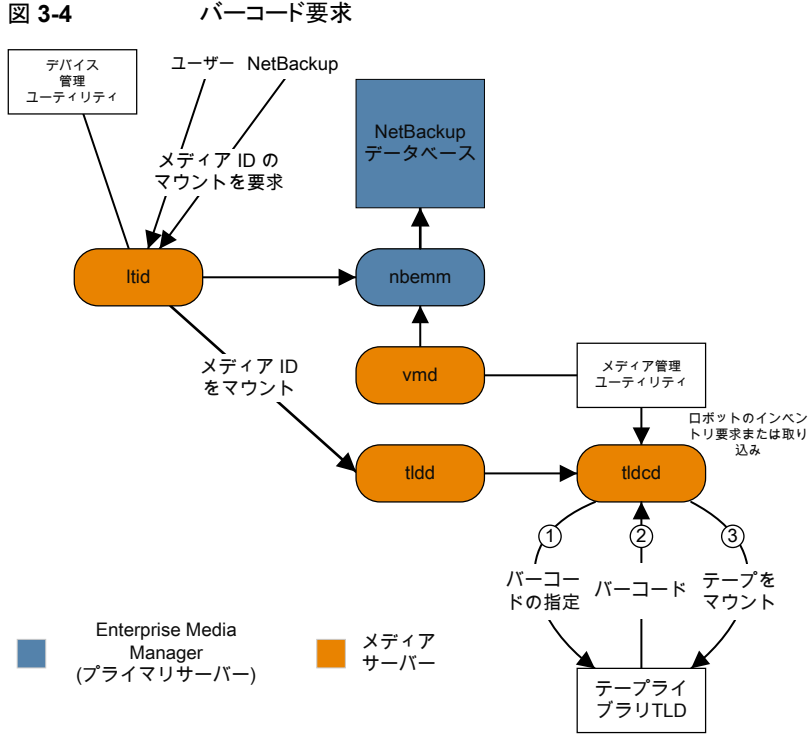 図 3-4 バーコード要求
デバイス
管理
ユーティリティ
ユーザー NetBackup
メディア ID の
マウントを要求
NetBackup
データベース
ltid
nbemm
メディア ID
をマウント
vmd
メディア管理
ユーティリティ
ロボットのインベン
トリ要求または取り
込み
tldd
tldcd
1
2
3
バーコー
ドの指定
バーコード
テープを
マウント
Enterprise Media
Manager
(プライマリサーバー)
メディア
サーバー
テープライ
ブラリTLD